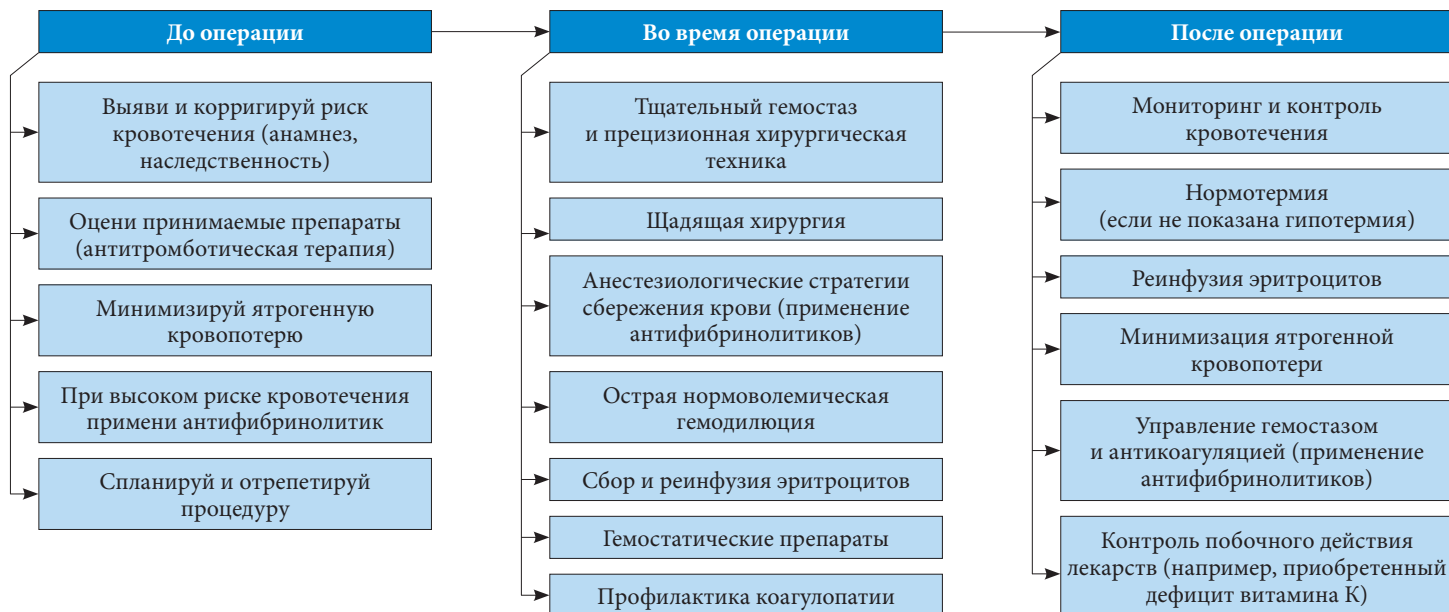 До операции
Выяви и корригируй риск
кровотечения (анамнез,
наследственность)
Оцени принимаемые препараты
(антитромботическая терапия)
Минимизируй ятрогенную
кровопотерю
При высоком риске кровотечения
примени антифибринолитик
Спланируй и отрепетируй
процедуру
Во время операции
Тщательный гемостаз
и прецизионная хирургическая
техника
Щадящая хирургия
Анестезиологические стратегии
сбережения крови (применение
антифибринолитиков)
Острая нормоволемическая
гемодилюция
Сбор и реинфузия эритроцитов
Гемостатические препараты
Профилактика коагулопатии
После операции
Мониторинг и контроль
кровотечения
Нормотермия
(если не показана гипотермия)
Реинфузия эритроцитов
Минимизация ятрогенной
кровопотери
Управление гемостазом
и антикоагуляцией (применение
антифибринолитиков)
Контроль побочного действия
лекарств (например, приобретенный
дефицит витамина К)